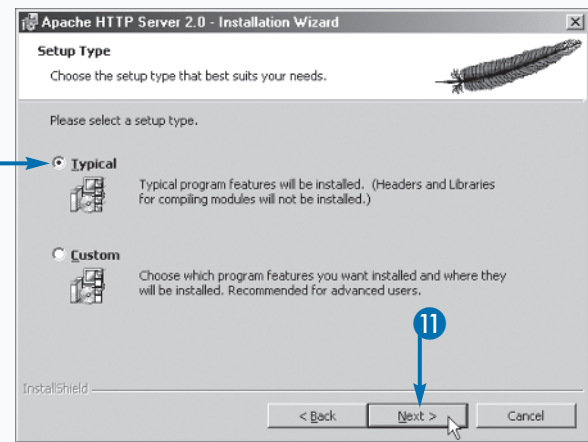 Apache HTTP Server 2.0 - Installation Wizard
Setup Type
Choose the setup type that best suits your needs.
Please select a setup type.
Typical
Typical program features will be installed. (Headers and Libraries
for compiling modules will not be installed.)
Custom
Choose which program features you want installed and where they
will be installed. Recommended for advanced users.
11
InstallShield
< Back
Next >
Cancel